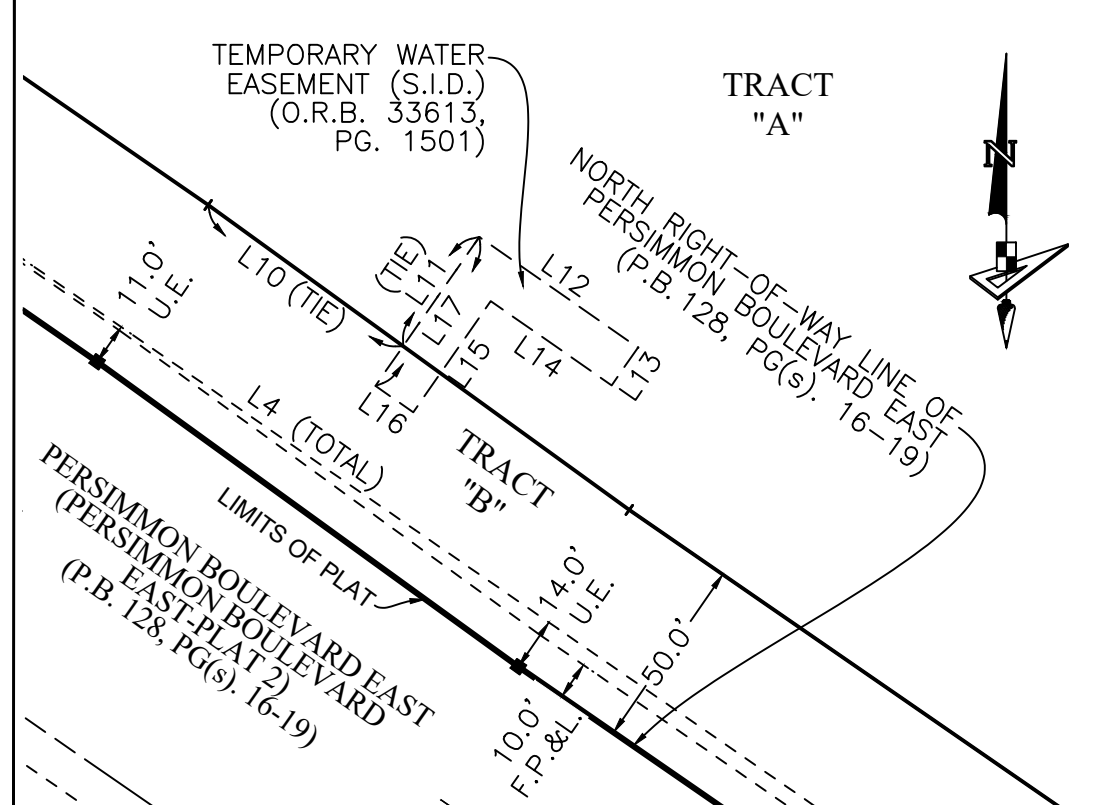 TEMPORARY WATER
EASEMENT (S.I.D.)
(O.R.B. 33613,
PG. 1501)
TRACT
"A"
N
NORTH RIGHT-OF-WAY LINE OF
PERSIMMON BOULEVARD EAST
(P.B. 128, PG(s). 16-19)
11.0'
U.E.
L10 (TIE)
(TIE)
L11
L17
L12
L15
L14
L13
L16
L4 (TOTAL)
TRACT
"B"
LIMITS OF PLAT
PERSIMMON BOULEVARD EAST
(PERSIMMON BOULEVARD
EAST-PLAT 2)
(P.B. 128, PG(s). 16-19)
14.0'
U.E.
50.0'
10.0'
F.P.&L.